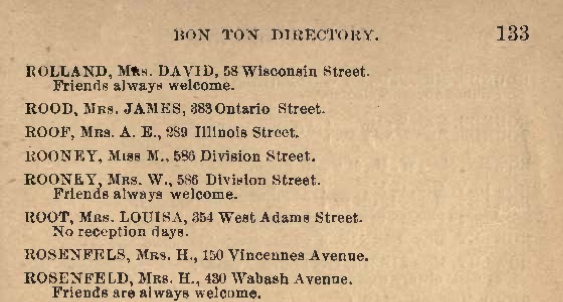 BON TON DIRECTORY. 133
ROLLAND, MRS. DAVID, 58 Wisconsin Street.
Friends always welcome.
ROOD, MRS. JAMES, 383 Ontario Street.
ROOF, MRS. A. E., 289 Illinois Street.
ROONEY, MISS M., 586 Division Street.
ROONEY, MRS. W., 586 Division Street.
Friends always welcome.
ROOT, MRS. LOUISA, 354 West Adams Street.
No reception days.
ROSENFELS, MRS. H., 150 Vincennes Avenue.
ROSENFELD, MRS. H., 430 Wabash Avenue.
Friends are always welcome.